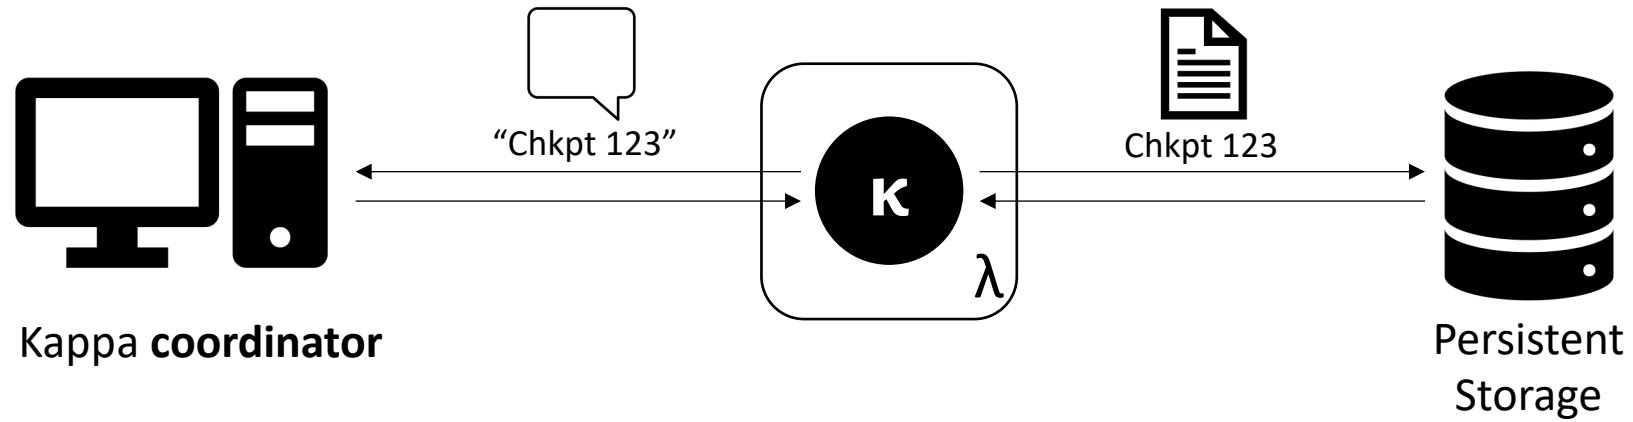 “Chkpt 123”
Chkpt 123
κ
λ
Kappa coordinator
Persistent
Storage